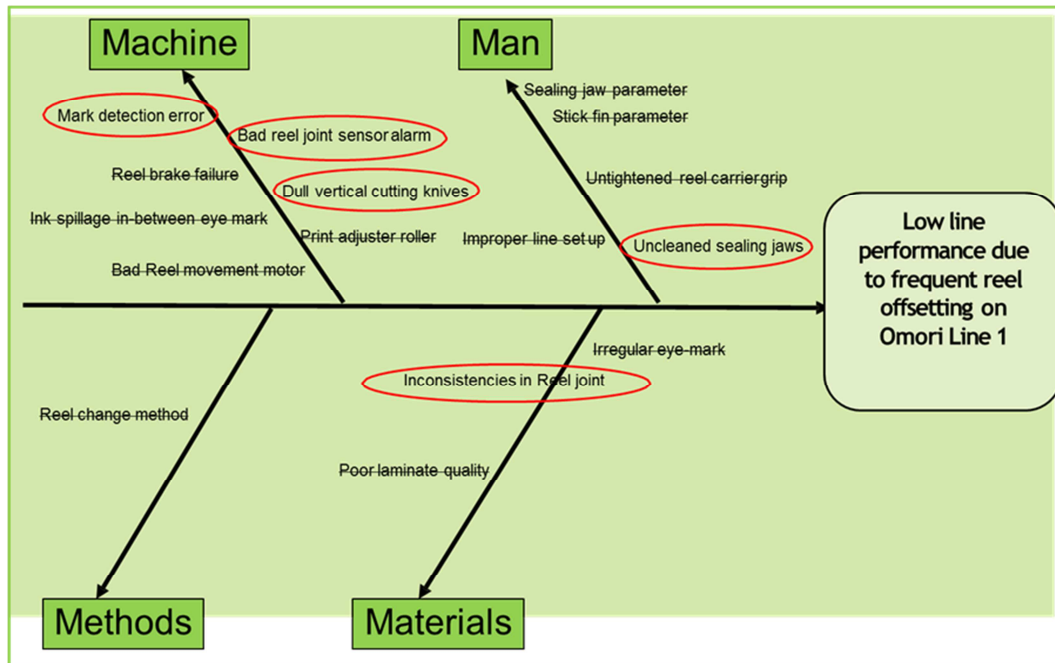 Machine
Man
Mark detection error
Bad reel joint sensor alarm
Reel brake failure
Dull vertical cutting knives
Ink spillage in-between eye mark
Print adjuster roller
Bad Reel movement motor
Sealing jaw parameter
Stick fin parameter
Untightened reel carrier grip
Improper line set up
Uncleaned sealing jaws
Low line
performance due
to frequent reel
offsetting on
Omori Line 1
Irregular eye-mark
Inconsistencies in Reel joint
Reel change method
Poor laminate quality
Methods
Materials